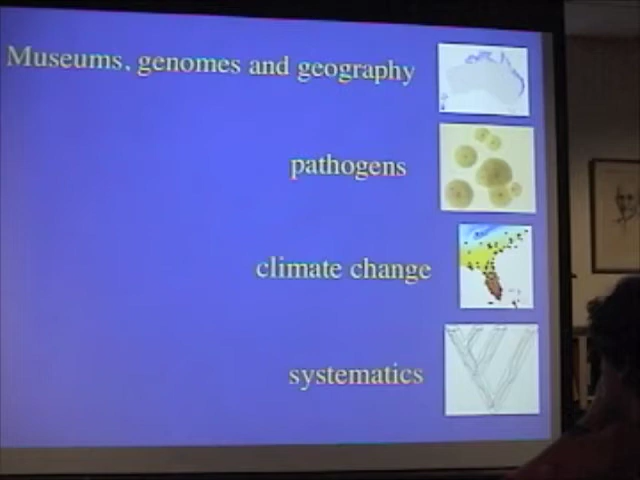 Museums, genomes and geography
pathogens
climate change
systematics